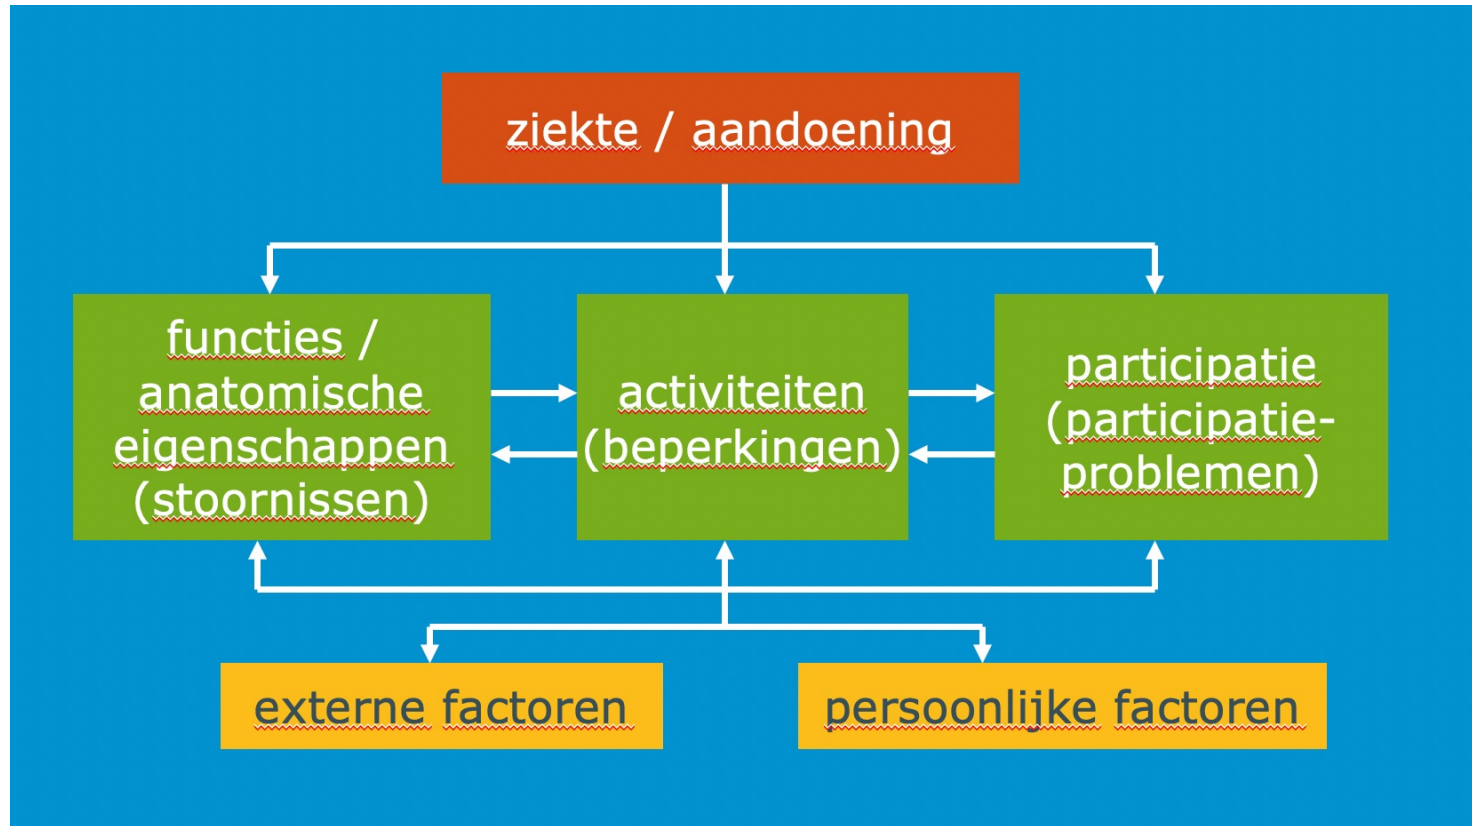 ziekte / aandoening
functies /
anatomische
eigenschappen
(stoornissen)
activiteiten
(beperkingen)
participatie
(participatie-
problemen)
externe factoren
persoonlijke factoren